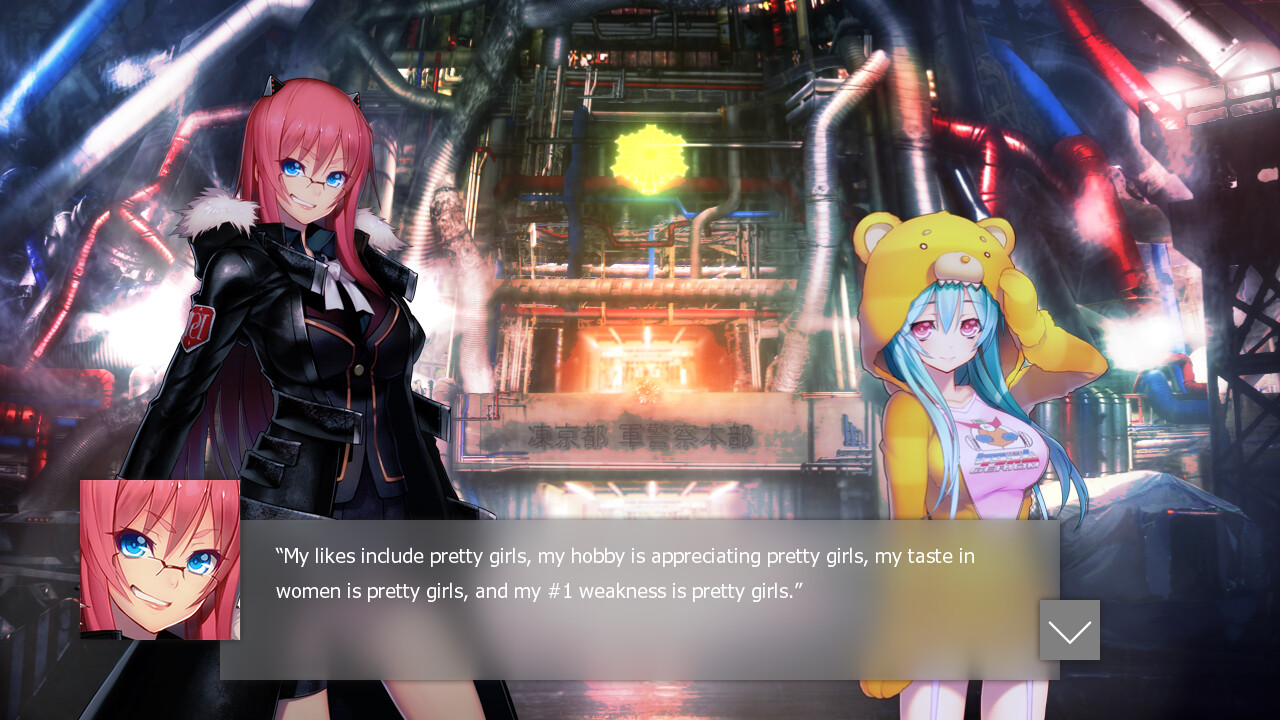 凍京都 軍警察本部
“My likes include pretty girls, my hobby is appreciating pretty girls, my taste in
women is pretty girls, and my #1 weakness is pretty girls.”